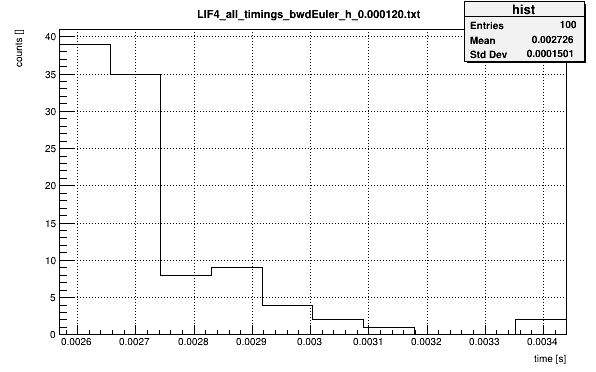 LIF4_all_timings_bwdEuler_h_0.000120.txt
hist
Entries 100
Mean 0.002726
Std Dev 0.0001501
counts []
40
35
30
25
20
15
10
5
0
0.0026 0.0027 0.0028 0.0029 0.003 0.0031 0.0032 0.0033 0.0034
time [s]